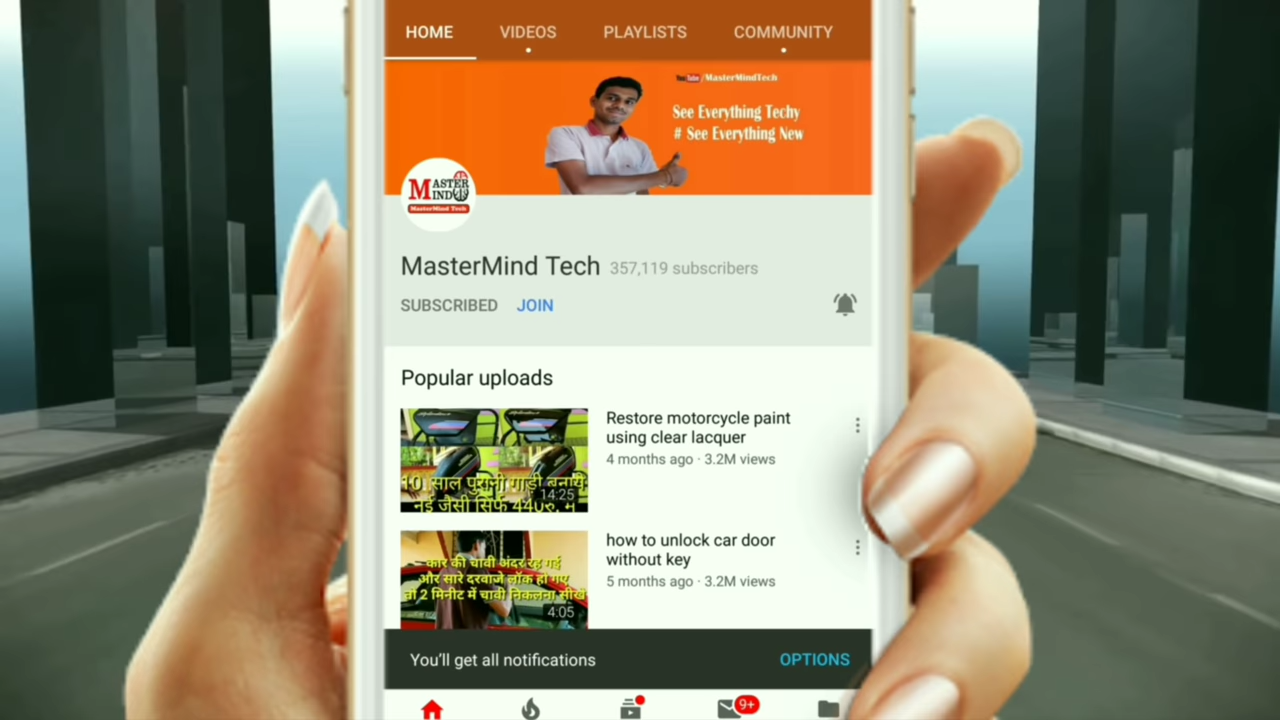 HOME VIDEOS PLAYLISTS COMMUNITY
YouTube /MasterMindTech
See Everything Techy
# See Everything New
MASTER
MIND
MasterMind Tech
MasterMind Tech 357,119 subscribers
SUBSCRIBED JOIN
Popular uploads
Restore motorcycle paint
using clear lacquer
4 months ago · 3.2M views
10 साल पुरानी गाड़ी बनाये
14:25
नई जैसी सिर्फ 440रु. में
how to unlock car door
without key
5 months ago · 3.2M views
कार की चावी अंदर रह गई
और सारे दरवाजे लॉक हो गए
तो 2 मिनीट में चावी निकलना सीखे
4:05
You'll get all notifications OPTIONS
9+